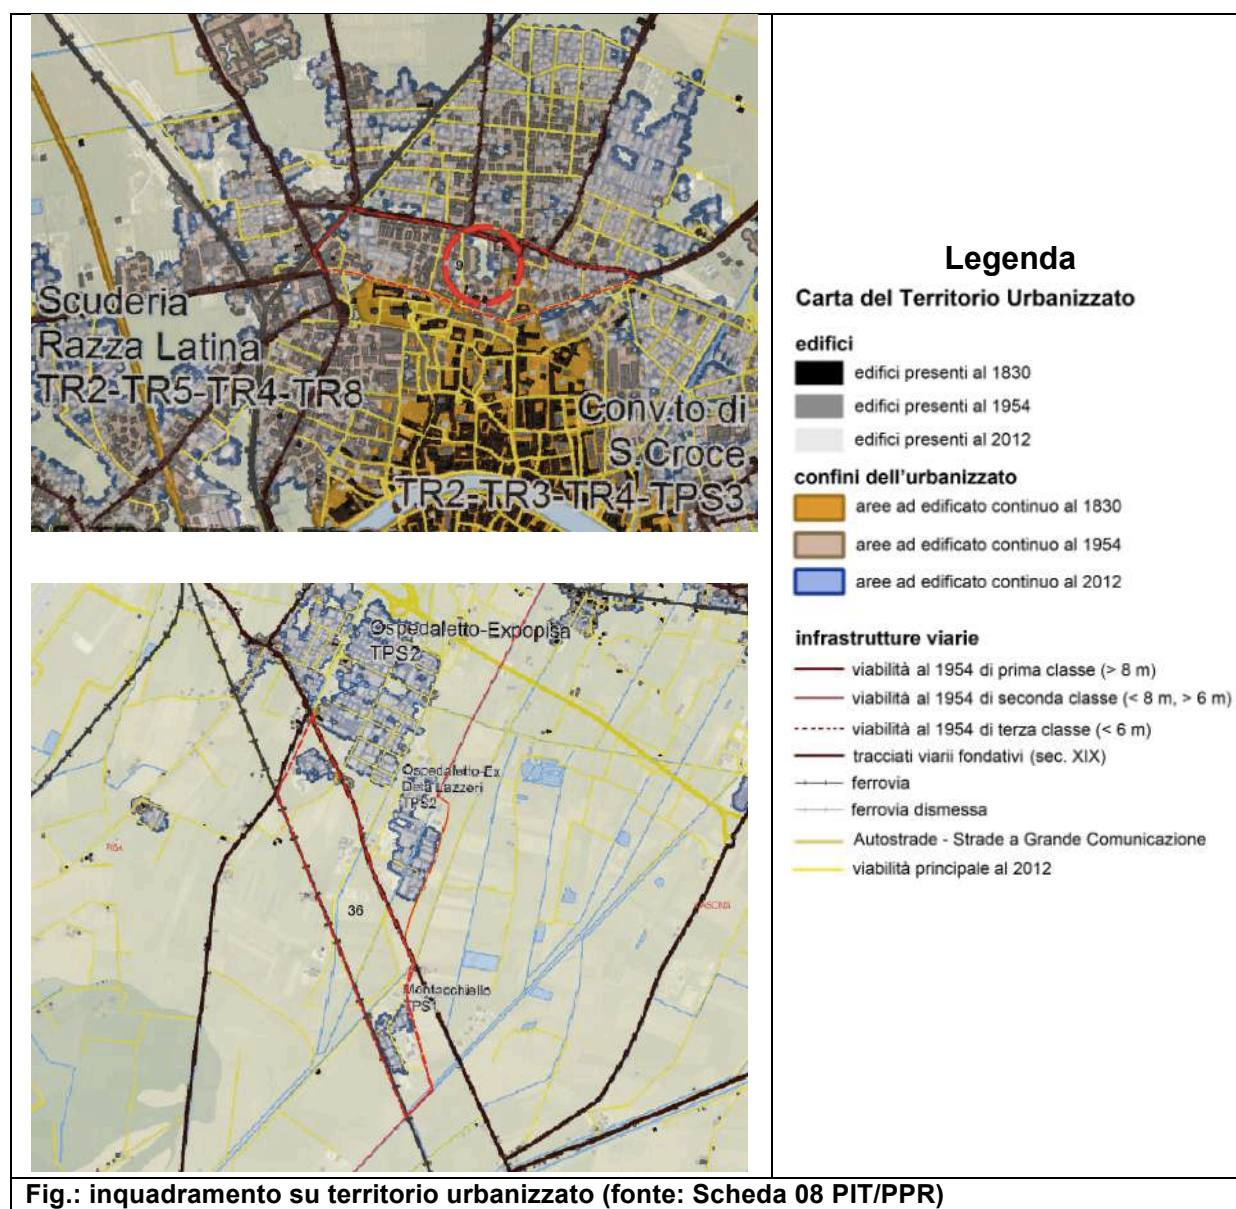 Scuderia
Razza Latina
TR2-TR5-TR4-TR8
9
Conv.to di
S.Croce
TR2-TR3-TR4-TPS3
Ospedaletto-Expopisa
TPS2
Ospedaletto-Ex
Data Lazzeri
TPS2
PISA
CASCINA
36
Montacchiello
TPS1
Legenda
Carta del Territorio Urbanizzato
edifici
edifici presenti al 1830
edifici presenti al 1954
edifici presenti al 2012
confini dell'urbanizzato
aree ad edificato continuo al 1830
aree ad edificato continuo al 1954
aree ad edificato continuo al 2012
infrastrutture viarie
viabilità al 1954 di prima classe (> 8 m)
viabilità al 1954 di seconda classe (< 8 m, > 6 m)
viabilità al 1954 di terza classe (< 6 m)
tracciati viarii fondativi (sec. XIX)
ferrovia
ferrovia dismessa
Autostrade - Strade a Grande Comunicazione
viabilità principale al 2012
Fig.: inquadramento su territorio urbanizzato (fonte: Scheda 08 PIT/PPR)